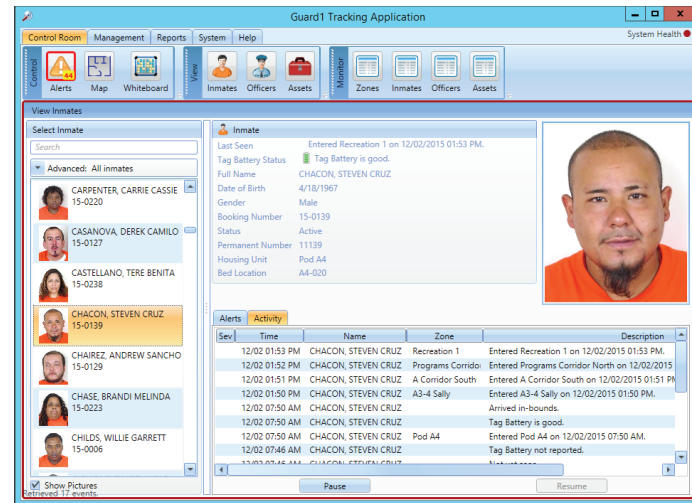 Guard1 Tracking Application
Control Room Management Reports System Help
System Health
Control
44
Alerts Map Whiteboard
View
Inmates Officers Assets
Monitor
Zones Inmates Officers Assets
View Inmates
Select Inmate
Search
Advanced: All inmates
CARPENTER, CARRIE CASSIE
15-0220
CASANOVA, DEREK CAMILO
15-0127
CASTELLANO, TERE BENITA
15-0238
CHACON, STEVEN CRUZ
15-0139
CHAIREZ, ANDREW SANCHO
15-0129
CHASE, BRANDI MELINDA
15-0223
CHILDS, WILLIE GARRETT
15-0006
Show Pictures
Retrieved 17 events.
Inmate
Last Seen Entered Recreation 1 on 12/02/2015 01:53 PM.
Tag Battery Status Tag Battery is good.
Full Name CHACON, STEVEN CRUZ
Date of Birth 4/18/1967
Gender Male
Booking Number 15-0139
Status Active
Permanent Number 11139
Housing Unit Pod A4
Bed Location A4-020
Alerts Activity
Sev Time Name Zone Description
12/02 01:53 PM CHACON, STEVEN CRUZ Recreation 1 Entered Recreation 1 on 12/02/2015 01:53 PM.
12/02 01:52 PM CHACON, STEVEN CRUZ Programs Corrido Entered Programs Corridor North on 12/02/2015
12/02 01:51 PM CHACON, STEVEN CRUZ A Corridor South Entered A Corridor South on 12/02/2015 01:51 PM
12/02 01:50 PM CHACON, STEVEN CRUZ A3-4 Sally Entered A3-4 Sally on 12/02/2015 01:50 PM.
12/02 07:50 AM CHACON, STEVEN CRUZ Arrived in-bounds.
12/02 07:50 AM CHACON, STEVEN CRUZ Tag Battery is good.
12/02 07:50 AM CHACON, STEVEN CRUZ Pod A4 Entered Pod A4 on 12/02/2015 07:50 AM.
12/02 07:46 AM CHACON, STEVEN CRUZ Tag Battery not reported.
12/02 07:46 AM CHACON, STEVEN CRUZ
Pause Resume